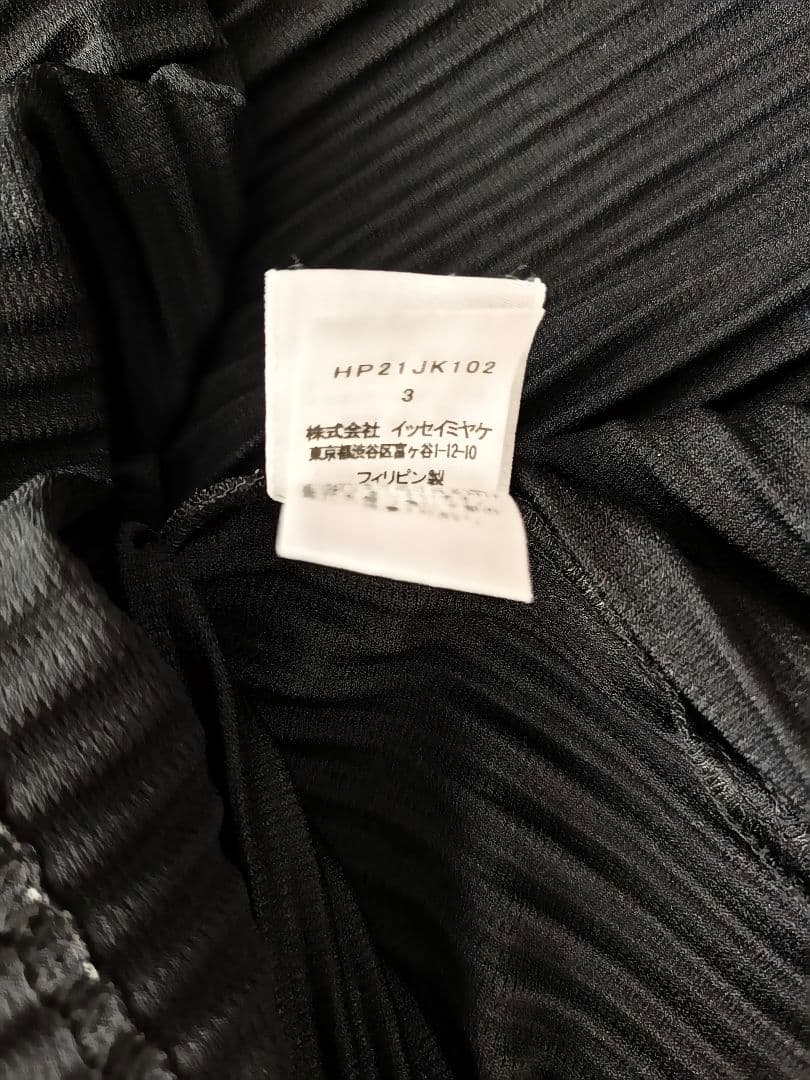 HP21JK102
3
株式会社 イッセイミヤケ
東京都渋谷区富ヶ谷1-12-10
フィリピン製